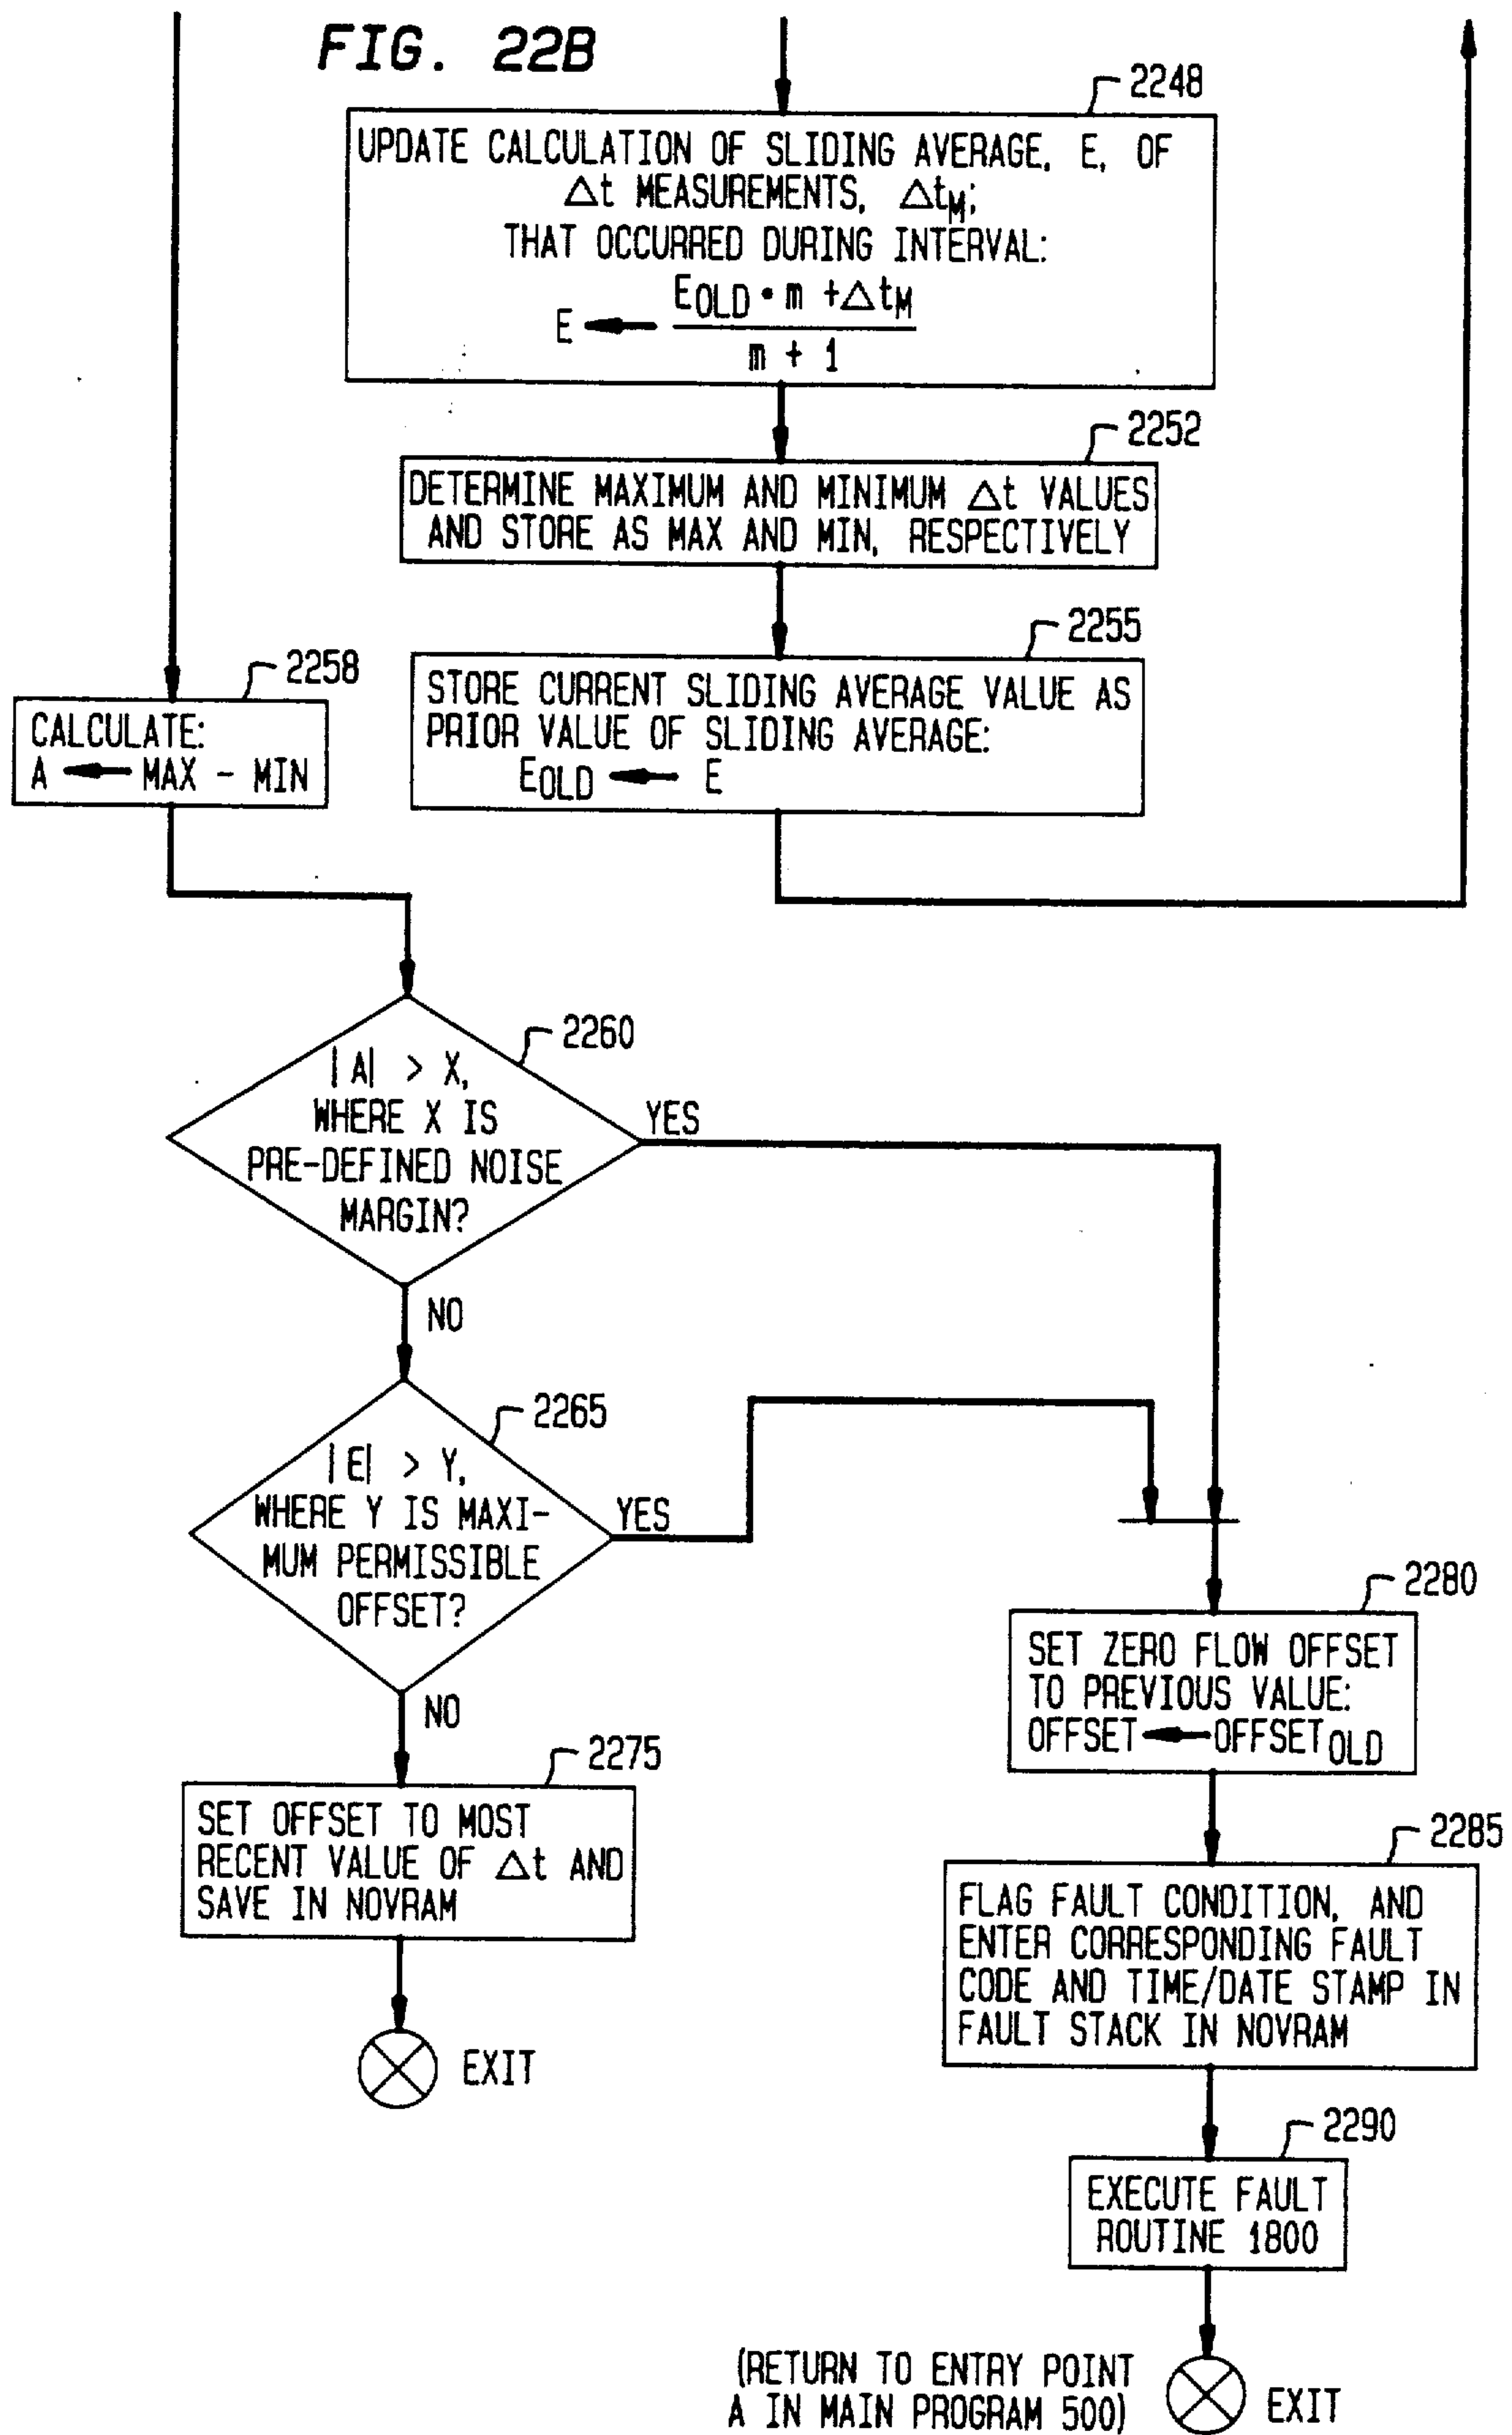 FIG. 22B
2248
UPDATE CALCULATION OF SLIDING AVERAGE, E, OF
Δt MEASUREMENTS, ΔtM;
THAT OCCURRED DURING INTERVAL:
EOLD • m + ΔtM
E ←
m + 1
2252
DETERMINE MAXIMUM AND MINIMUM Δt VALUES
AND STORE AS MAX AND MIN, RESPECTIVELY
2255
STORE CURRENT SLIDING AVERAGE VALUE AS
PRIOR VALUE OF SLIDING AVERAGE:
EOLD ← E
2258
CALCULATE:
A ← MAX - MIN
2260
|A| > X,
WHERE X IS
PRE-DEFINED NOISE
MARGIN?
YES
NO
2265
|E| > Y,
WHERE Y IS MAXI-
MUM PERMISSIBLE
OFFSET?
YES
NO
2275
SET OFFSET TO MOST
RECENT VALUE OF Δt AND
SAVE IN NOVRAM
EXIT
2280
SET ZERO FLOW OFFSET
TO PREVIOUS VALUE:
OFFSET ← OFFSET OLD
2285
FLAG FAULT CONDITION, AND
ENTER CORRESPONDING FAULT
CODE AND TIME/DATE STAMP IN
FAULT STACK IN NOVRAM
2290
EXECUTE FAULT
ROUTINE 1800
(RETURN TO ENTRY POINT
A IN MAIN PROGRAM 500)
EXIT